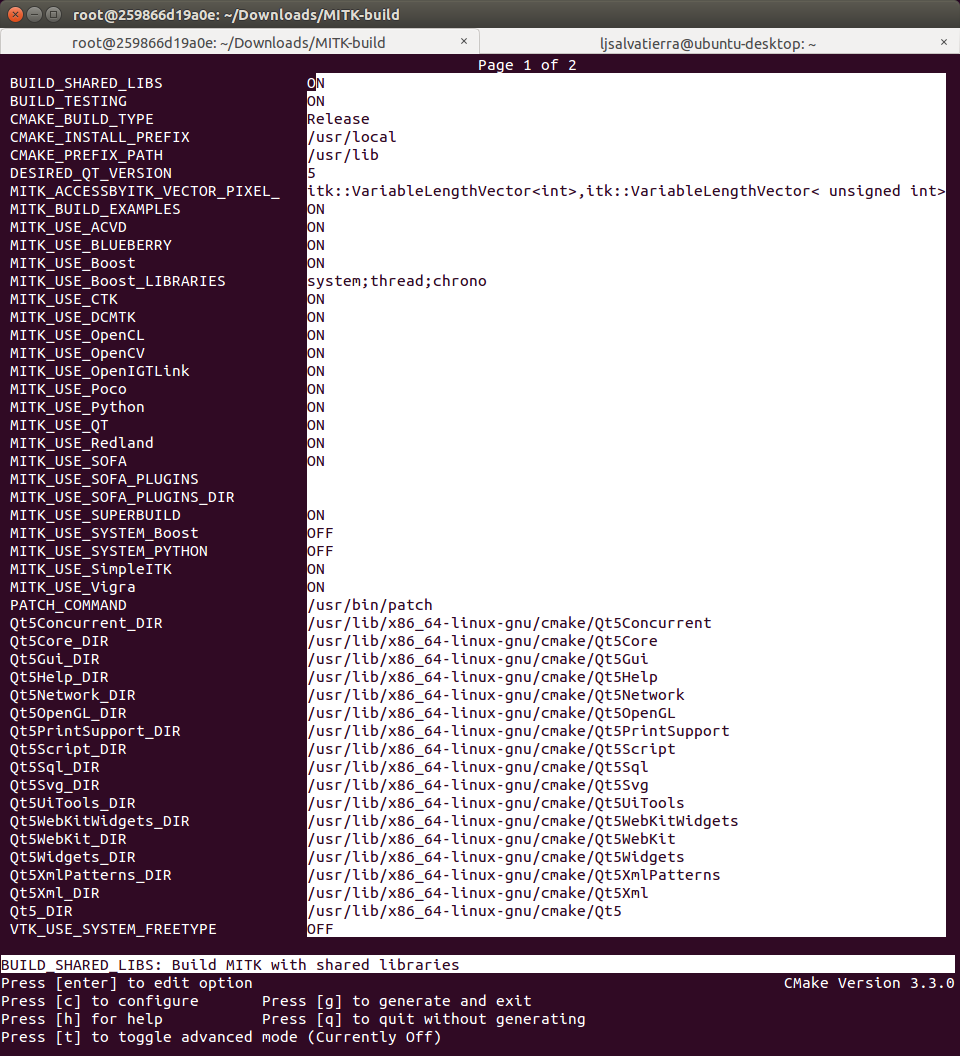 root@259866d19a0e: ~/Downloads/MITK-build
root@259866d19a0e: ~/Downloads/MITK-build × ljsalvatierra@ubuntu-desktop: ~ ×
Page 1 of 2
BUILD_SHARED_LIBS ON
BUILD_TESTING ON
CMAKE_BUILD_TYPE Release
CMAKE_INSTALL_PREFIX /usr/local
CMAKE_PREFIX_PATH /usr/lib
DESIRED_QT_VERSION 5
MITK_ACCESSBYITK_VECTOR_PIXEL_ itk::VariableLengthVector<int>,itk::VariableLengthVector< unsigned int>
MITK_BUILD_EXAMPLES ON
MITK_USE_ACVD ON
MITK_USE_BLUEBERRY ON
MITK_USE_Boost ON
MITK_USE_Boost_LIBRARIES system;thread;chrono
MITK_USE_CTK ON
MITK_USE_DCMTK ON
MITK_USE_OpenCL ON
MITK_USE_OpenCV ON
MITK_USE_OpenIGTLink ON
MITK_USE_Poco ON
MITK_USE_Python ON
MITK_USE_QT ON
MITK_USE_Redland ON
MITK_USE_SOFA ON
MITK_USE_SOFA_PLUGINS
MITK_USE_SOFA_PLUGINS_DIR
MITK_USE_SUPERBUILD ON
MITK_USE_SYSTEM_Boost OFF
MITK_USE_SYSTEM_PYTHON OFF
MITK_USE_SimpleITK ON
MITK_USE_Vigra ON
PATCH_COMMAND /usr/bin/patch
Qt5Concurrent_DIR /usr/lib/x86_64-linux-gnu/cmake/Qt5Concurrent
Qt5Core_DIR /usr/lib/x86_64-linux-gnu/cmake/Qt5Core
Qt5Gui_DIR /usr/lib/x86_64-linux-gnu/cmake/Qt5Gui
Qt5Help_DIR /usr/lib/x86_64-linux-gnu/cmake/Qt5Help
Qt5Network_DIR /usr/lib/x86_64-linux-gnu/cmake/Qt5Network
Qt5OpenGL_DIR /usr/lib/x86_64-linux-gnu/cmake/Qt5OpenGL
Qt5PrintSupport_DIR /usr/lib/x86_64-linux-gnu/cmake/Qt5PrintSupport
Qt5Script_DIR /usr/lib/x86_64-linux-gnu/cmake/Qt5Script
Qt5Sql_DIR /usr/lib/x86_64-linux-gnu/cmake/Qt5Sql
Qt5Svg_DIR /usr/lib/x86_64-linux-gnu/cmake/Qt5Svg
Qt5UiTools_DIR /usr/lib/x86_64-linux-gnu/cmake/Qt5UiTools
Qt5WebKitWidgets_DIR /usr/lib/x86_64-linux-gnu/cmake/Qt5WebKitWidgets
Qt5WebKit_DIR /usr/lib/x86_64-linux-gnu/cmake/Qt5WebKit
Qt5Widgets_DIR /usr/lib/x86_64-linux-gnu/cmake/Qt5Widgets
Qt5XmlPatterns_DIR /usr/lib/x86_64-linux-gnu/cmake/Qt5XmlPatterns
Qt5Xml_DIR /usr/lib/x86_64-linux-gnu/cmake/Qt5Xml
Qt5_DIR /usr/lib/x86_64-linux-gnu/cmake/Qt5
VTK_USE_SYSTEM_FREETYPE OFF
BUILD_SHARED_LIBS: Build MITK with shared libraries
Press [enter] to edit option CMake Version 3.3.0
Press [c] to configure Press [g] to generate and exit
Press [h] for help Press [q] to quit without generating
Press [t] to toggle advanced mode (Currently Off)